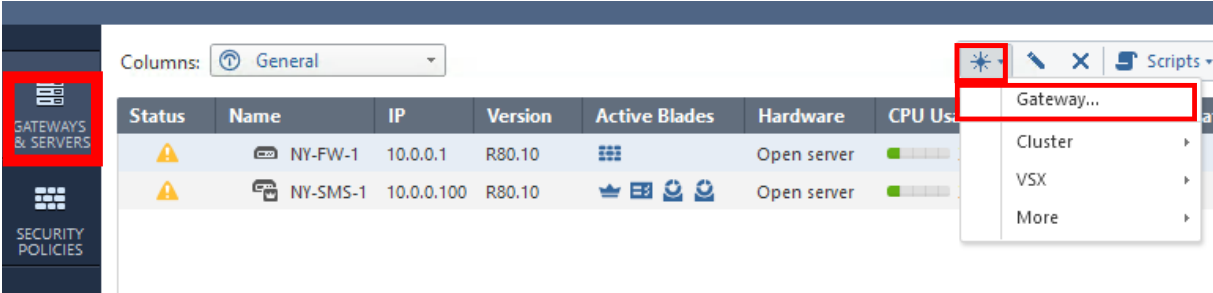 Columns: General
Scripts
GATEWAYS
& SERVERS
SECURITY
POLICIES
Status Name IP Version Active Blades Hardware CPU Usa
NY-FW-1 10.0.0.1 R80.10 Open server
NY-SMS-1 10.0.0.100 R80.10 Open server
Gateway...
Cluster
VSX
More